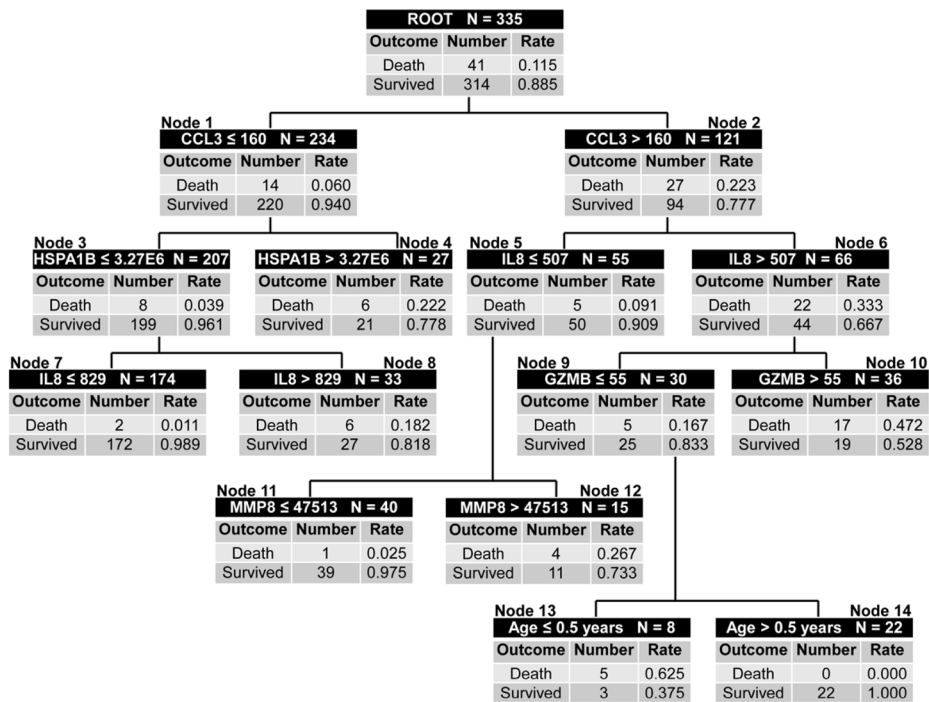 ROOT N = 335
Outcome Number Rate
Death 41 0.115
Survived 314 0.885
Node 1
CCL3 ≤ 160 N = 234
Outcome Number Rate
Death 14 0.060
Survived 220 0.940
Node 2
CCL3 > 160 N = 121
Outcome Number Rate
Death 27 0.223
Survived 94 0.777
Node 3
HSPA1B ≤ 3.27E6 N = 207
Outcome Number Rate
Death 8 0.039
Survived 199 0.961
Node 4
HSPA1B > 3.27E6 N = 27
Outcome Number Rate
Death 6 0.222
Survived 21 0.778
Node 5
IL8 ≤ 507 N = 55
Outcome Number Rate
Death 5 0.091
Survived 50 0.909
Node 6
IL8 > 507 N = 66
Outcome Number Rate
Death 22 0.333
Survived 44 0.667
Node 7
IL8 ≤ 829 N = 174
Outcome Number Rate
Death 2 0.011
Survived 172 0.989
Node 8
IL8 > 829 N = 33
Outcome Number Rate
Death 6 0.182
Survived 27 0.818
Node 9
GZMB ≤ 55 N = 30
Outcome Number Rate
Death 5 0.167
Survived 25 0.833
Node 10
GZMB > 55 N = 36
Outcome Number Rate
Death 17 0.472
Survived 19 0.528
Node 11
MMP8 ≤ 47513 N = 40
Outcome Number Rate
Death 1 0.025
Survived 39 0.975
Node 12
MMP8 > 47513 N = 15
Outcome Number Rate
Death 4 0.267
Survived 11 0.733
Node 13
Age ≤ 0.5 years N = 8
Outcome Number Rate
Death 5 0.625
Survived 3 0.375
Node 14
Age > 0.5 years N = 22
Outcome Number Rate
Death 0 0.000
Survived 22 1.000